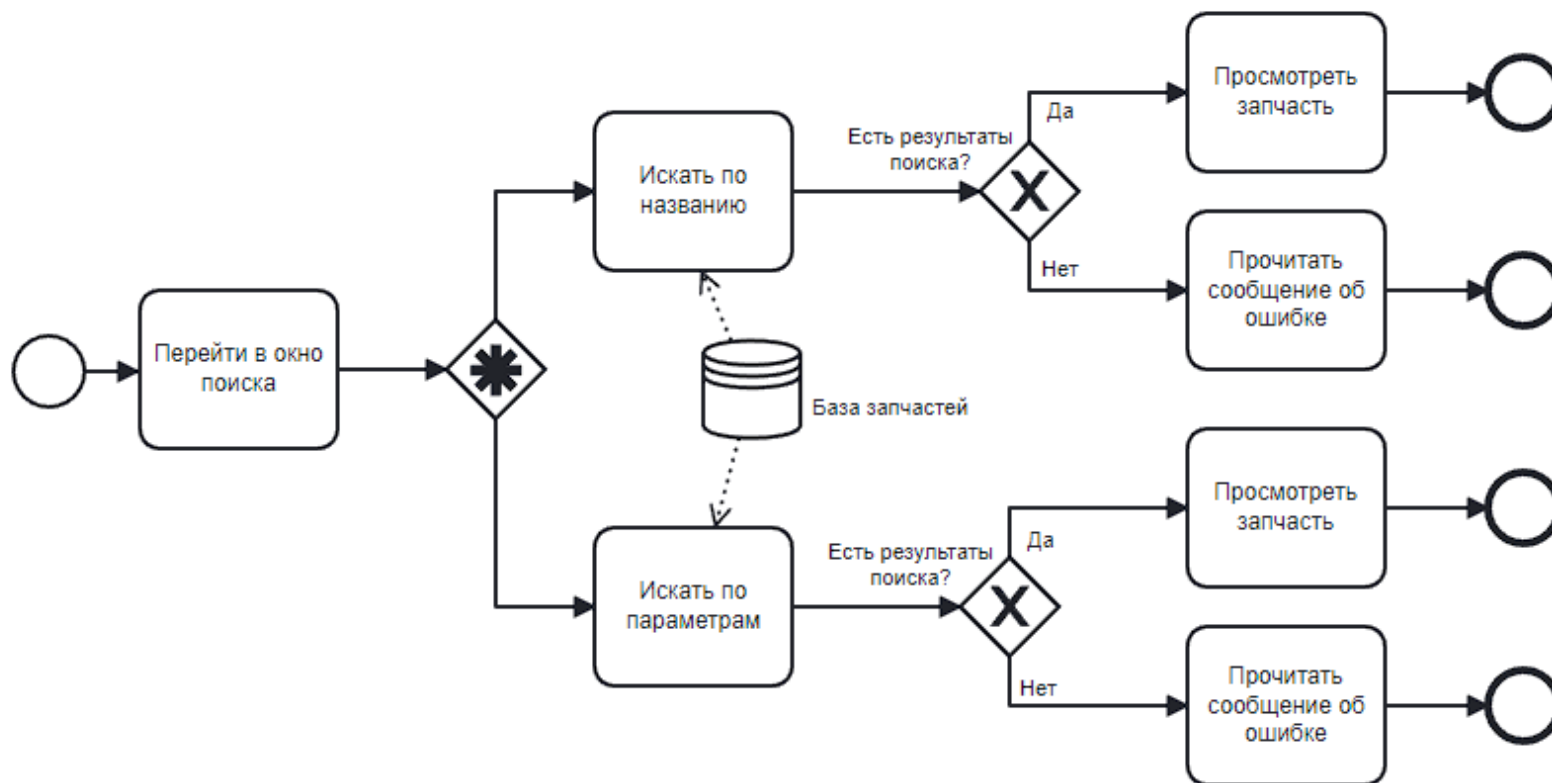 Перейти в окно
поиска
Искать по
названию
Есть результаты
поиска?
Да
Просмотреть
запчасть
Нет
Прочитать
сообщение об
ошибке
База запчастей
Искать по
параметрам
Есть результаты
поиска?
Да
Просмотреть
запчасть
Нет
Прочитать
сообщение об
ошибке